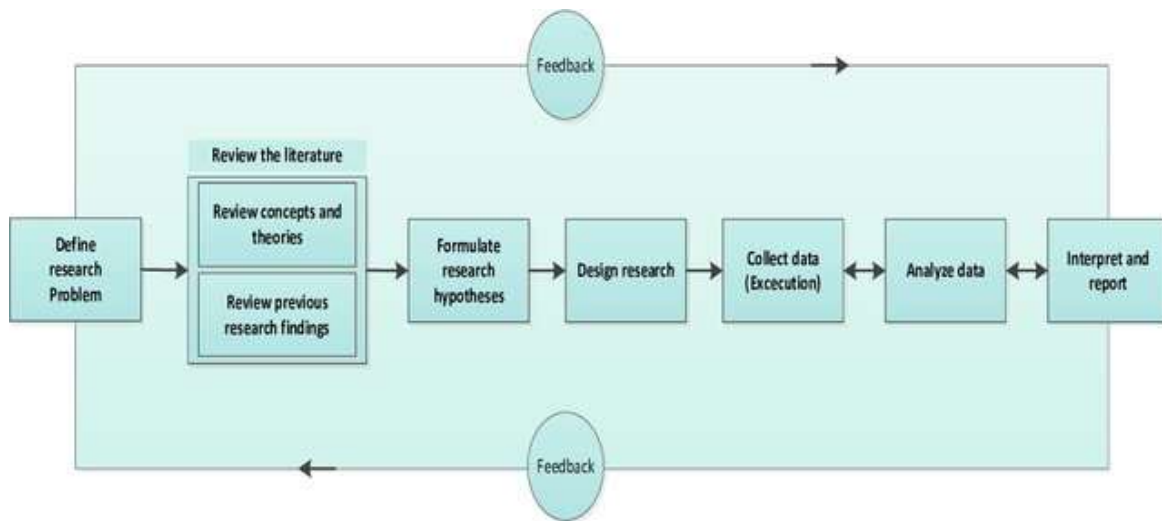 Feedback
Review the literature
Review concepts and
theories
Review previous
research findings
Define
research
Problem
Formulate
research
hypotheses
Design research
Collect data
(Excecution)
Analyze data
Interpret and
report
Feedback